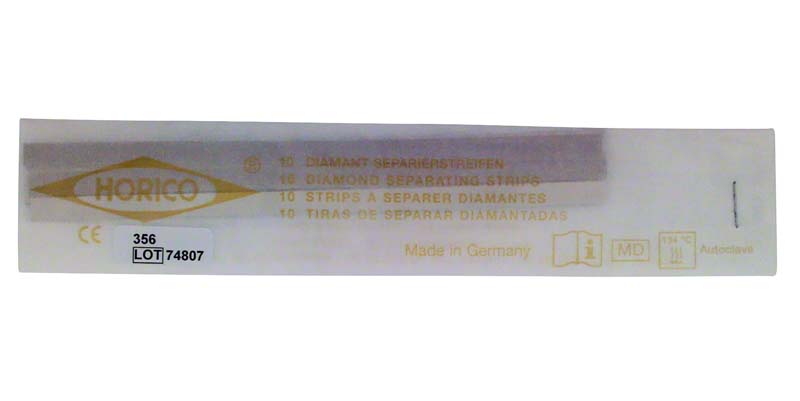 HORICO
10 DIAMANT SEPARIERSTREIFEN
10 DIAMOND SEPARATING STRIPS
10 STRIPS A SEPARER DIAMANTES
10 TIRAS DE SEPARAR DIAMANTADAS
CE
356
LOT 74807
Made in Germany
MD
134 °C
Autoclave